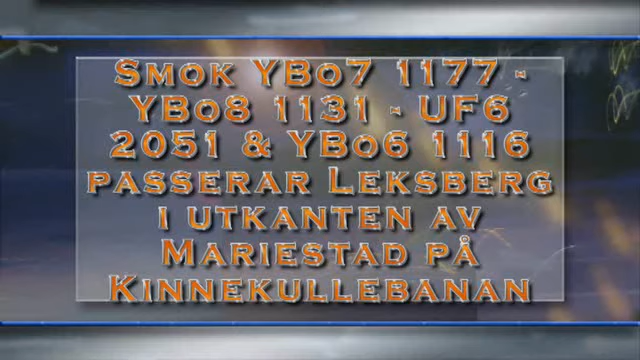 Smok YBo7 1177 -
YBo8 1131 - UF6
2051 & YBo6 1116
passerar Leksberg
i utkanten av
Mariestad på
Kinnekullebanan